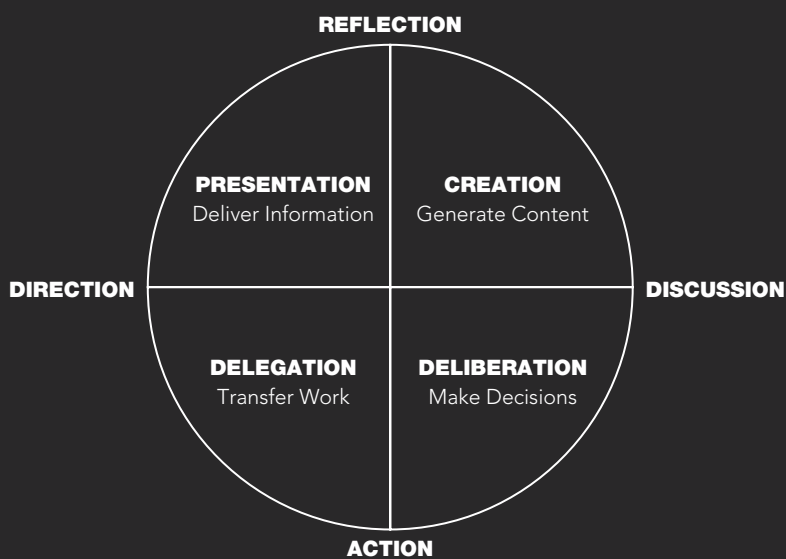 REFLECTION
PRESENTATION
Deliver Information
CREATION
Generate Content
DIRECTION
DISCUSSION
DELEGATION
Transfer Work
DELIBERATION
Make Decisions
ACTION